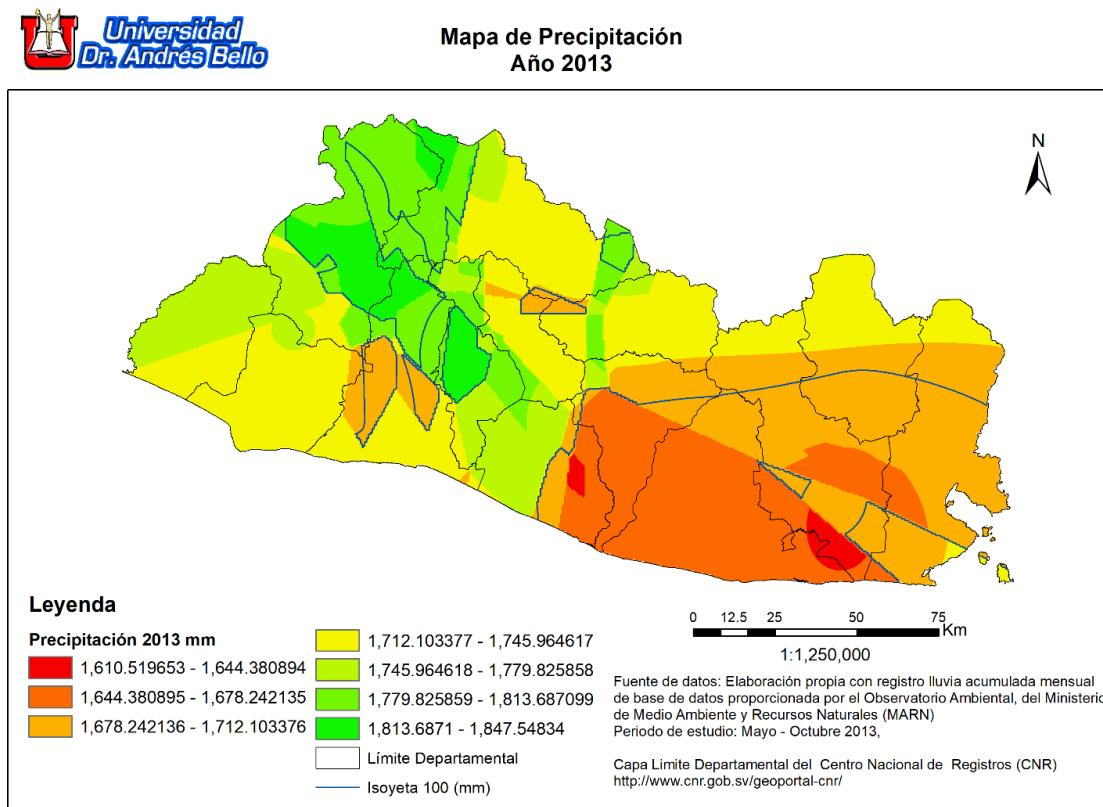 Universidad
Dr. Andrés Bello
Mapa de Precipitación
Año 2013
N
Leyenda
Precipitación 2013 mm
1,610.519653 - 1,644.380894
1,644.380895 - 1,678.242135
1,678.242136 - 1,712.103376
1,712.103377 - 1,745.964617
1,745.964618 - 1,779.825858
1,779.825859 - 1,813.687099
1,813.6871 - 1,847.54834
Límite Departamental
Isoyeta 100 (mm)
0 12.5 25 50 75
Km
1:1,250,000
Fuente de datos: Elaboración propia con registro lluvia acumulada mensual
de base de datos proporcionada por el Observatorio Ambiental, del Ministerio
de Medio Ambiente y Recursos Naturales (MARN)
Periodo de estudio: Mayo - Octubre 2013,
Capa Limite Departamental del Centro Nacional de Registros (CNR)
http://www.cnr.gob.sv/geoportal-cnr/